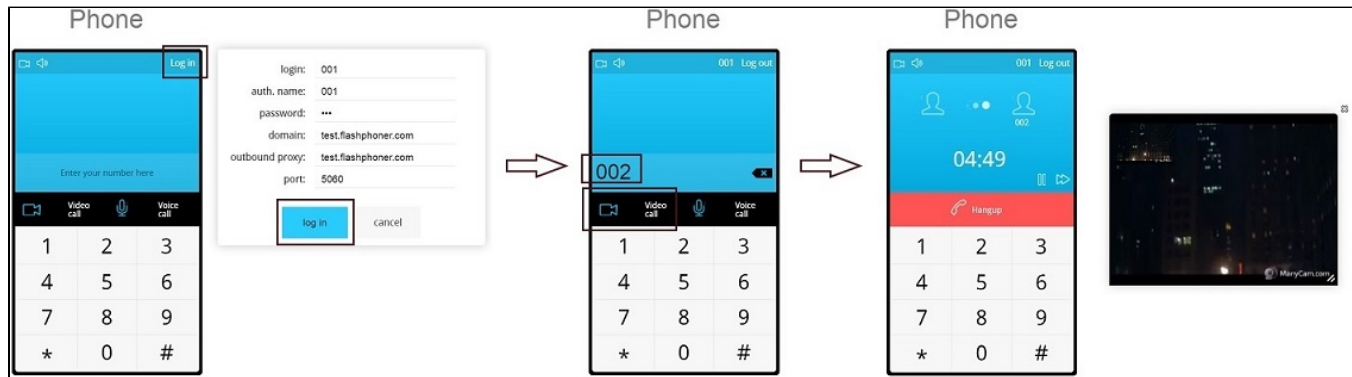 Phone
Log in
Enter your number here
Video call
Voice call
1 2 3
4 5 6
7 8 9
* 0 #
login: 001
auth. name: 001
password: •••
domain: test.flashphoner.com
outbound proxy: test.flashphoner.com
port: 5060
log in cancel
Phone
001 Log out
002
Video call
Voice call
1 2 3
4 5 6
7 8 9
* 0 #
Phone
001 Log out
002
04:49
Hangup
1 2 3
4 5 6
7 8 9
* 0 #
ManyCam.com